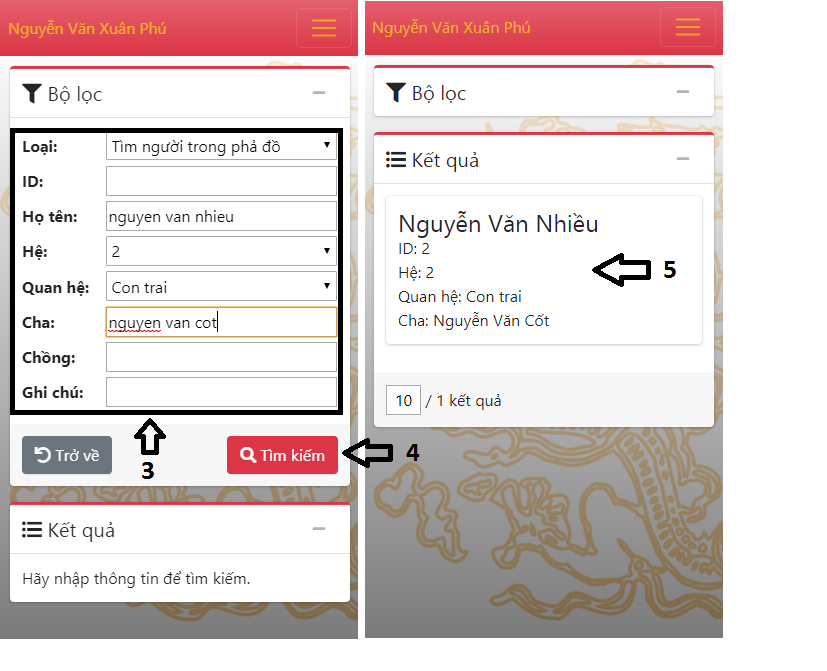 Nguyễn Văn Xuân Phú
Bộ lọc
Loại: Tìm người trong phả đồ
ID:
Họ tên: nguyen van nhieu
Hệ: 2
Quan hệ: Con trai
Cha: nguyen van cot
Chồng:
Ghi chú:
3
Trở về
Tìm kiếm
4
Kết quả
Hãy nhập thông tin để tìm kiếm.
Nguyễn Văn Xuân Phú
Bộ lọc
Kết quả
Nguyễn Văn Nhiều
ID: 2
Hệ: 2
Quan hệ: Con trai
Cha: Nguyễn Văn Cốt
5
10 / 1 kết quả